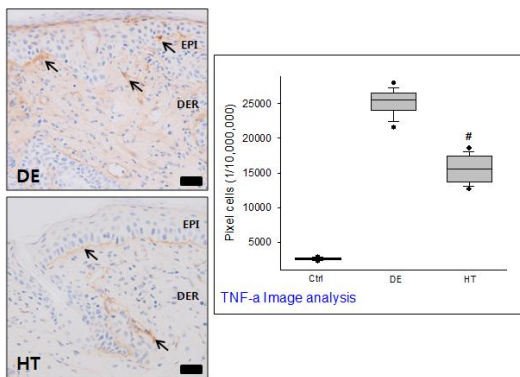 EPI
DER
DE
EPI
DER
HT
Pixel cells (1/10,000,000)
25000
20000
15000
10000
5000
#
Ctrl
DE
HT
TNF-a Image analysis